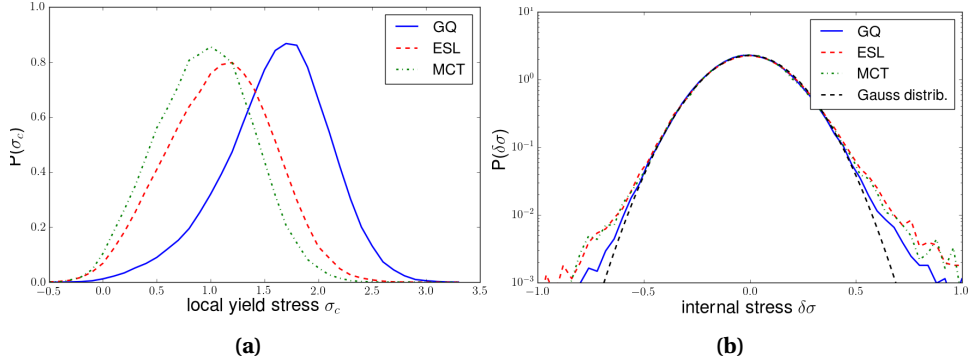 1.0
0.8
0.6
0.4
0.2
0.0
P(σc)
−0.5 0.0 0.5 1.0 1.5 2.0 2.5 3.0 3.5
local yield stress σc
GQ
ESL
MCT
(a)
10²
10¹
10⁰
10⁻¹
10⁻²
10⁻³
P(δσ)
−1.0 −0.5 0.0 0.5 1.0
internal stress δσ
GQ
ESL
MCT
Gauss distrib.
(b)